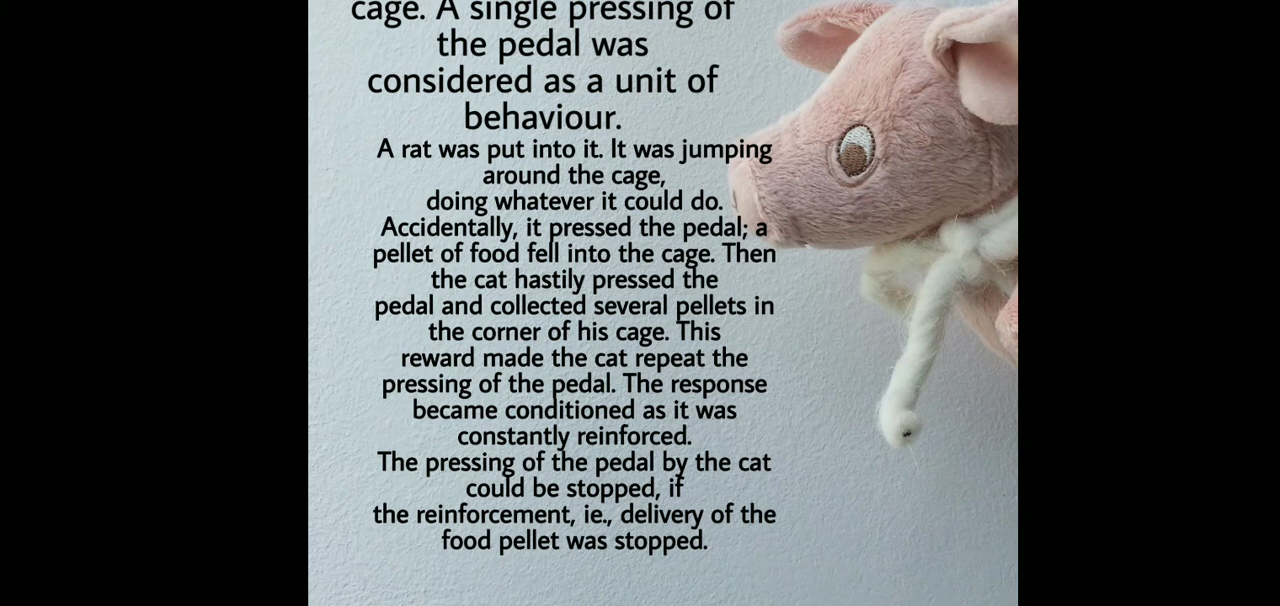 cage. A single pressing of
the pedal was
considered as a unit of
behaviour.
A rat was put into it. It was jumping
around the cage,
doing whatever it could do.
Accidentally, it pressed the pedal; a
pellet of food fell into the cage. Then
the cat hastily pressed the
pedal and collected several pellets in
the corner of his cage. This
reward made the cat repeat the
pressing of the pedal. The response
became conditioned as it was
constantly reinforced.
The pressing of the pedal by the cat
could be stopped, if
the reinforcement, ie., delivery of the
food pellet was stopped.